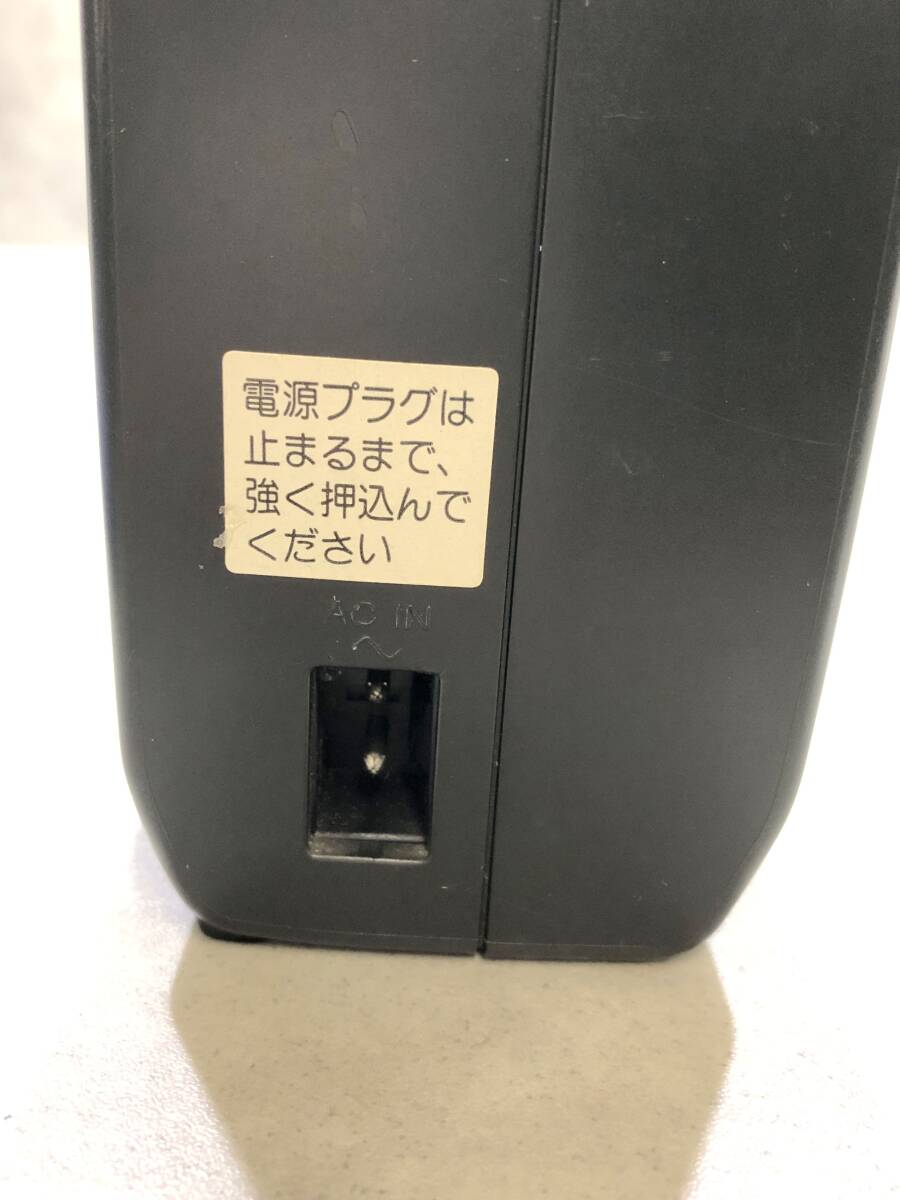 電源プラグは
止まるまで、
強く押込んで
ください
AC IN
～